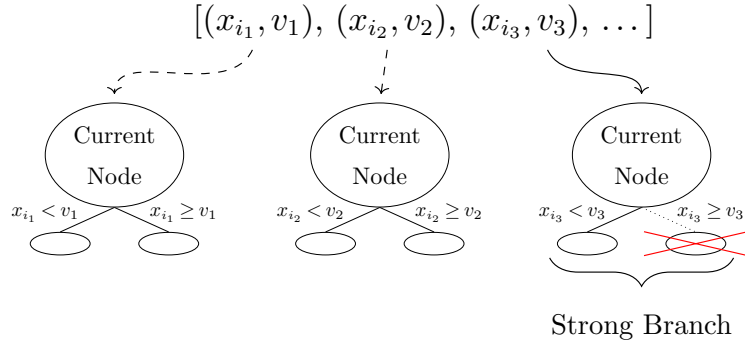 [(x_{i_1}, v_1), (x_{i_2}, v_2), (x_{i_3}, v_3), … ]
Current
Node
x_{i_1} < v_1
x_{i_1} ≥ v_1
Current
Node
x_{i_2} < v_2
x_{i_2} ≥ v_2
Current
Node
x_{i_3} < v_3
x_{i_3} ≥ v_3
Strong Branch